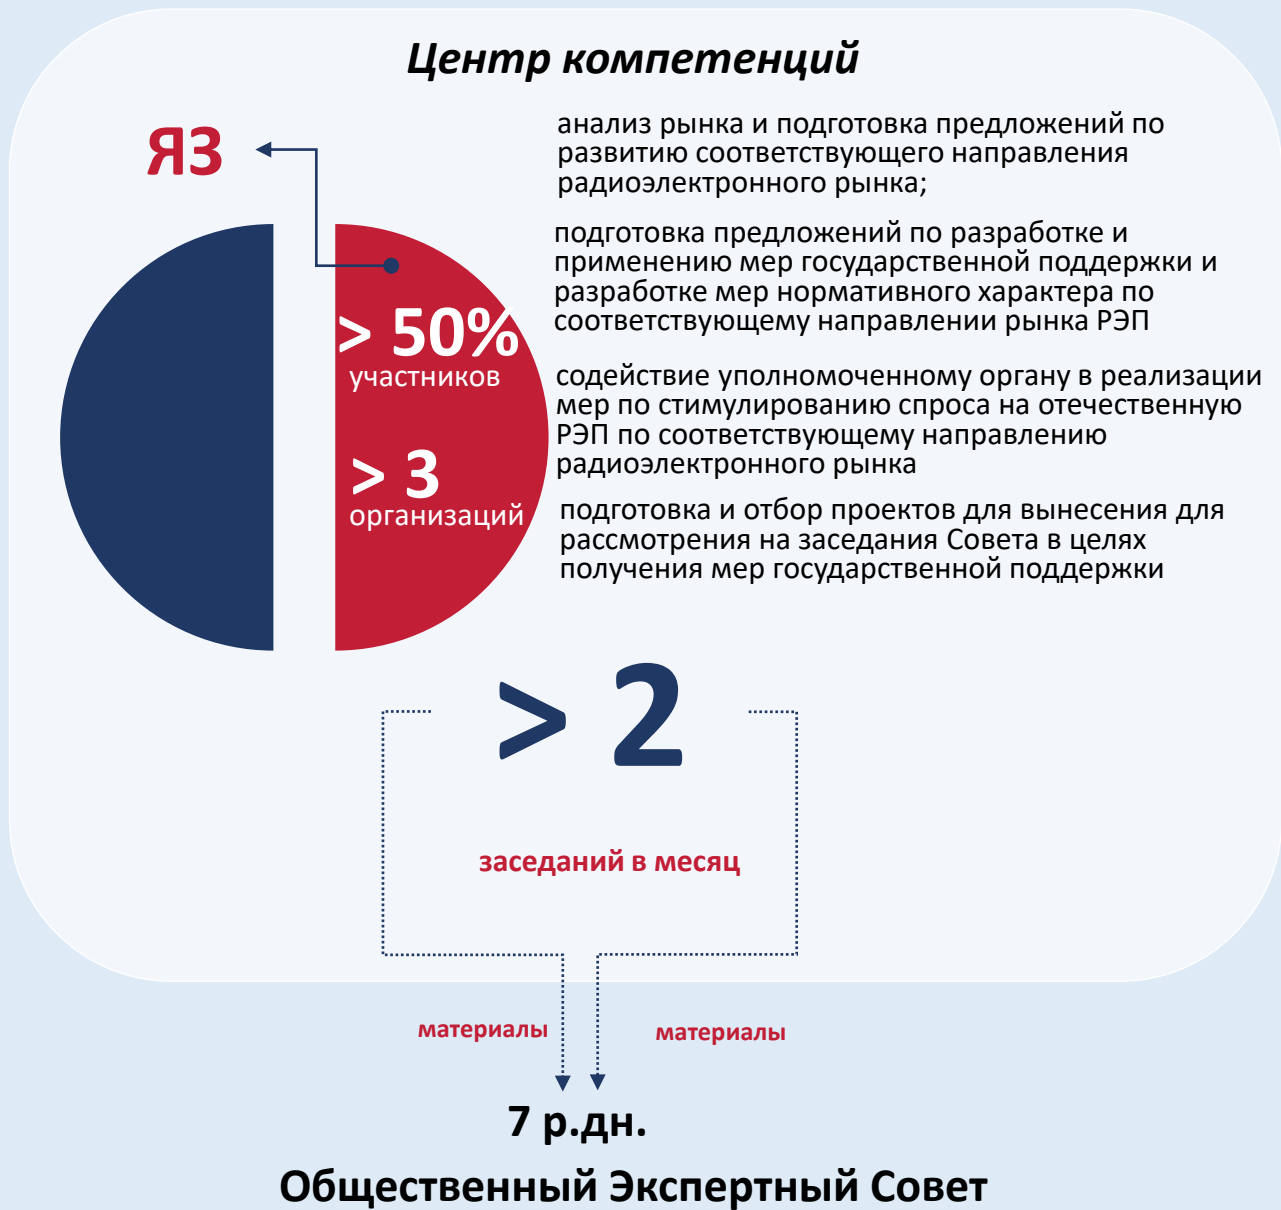 Центр компетенций
ЯЗ
анализ рынка и подготовка предложений по
развитию соответствующего направления
радиоэлектронного рынка;
подготовка предложений по разработке и
применению мер государственной поддержки и
разработке мер нормативного характера по
соответствующему направлении рынка РЭП
> 50%
участников
содействие уполномоченному органу в реализации
мер по стимулированию спроса на отечественную
РЭП по соответствующему направлению
радиоэлектронного рынка
> 3
организаций
подготовка и отбор проектов для вынесения для
рассмотрения на заседания Совета в целях
получения мер государственной поддержки
> 2
заседаний в месяц
материалы
материалы
7 р.дн.
Общественный Экспертный Совет